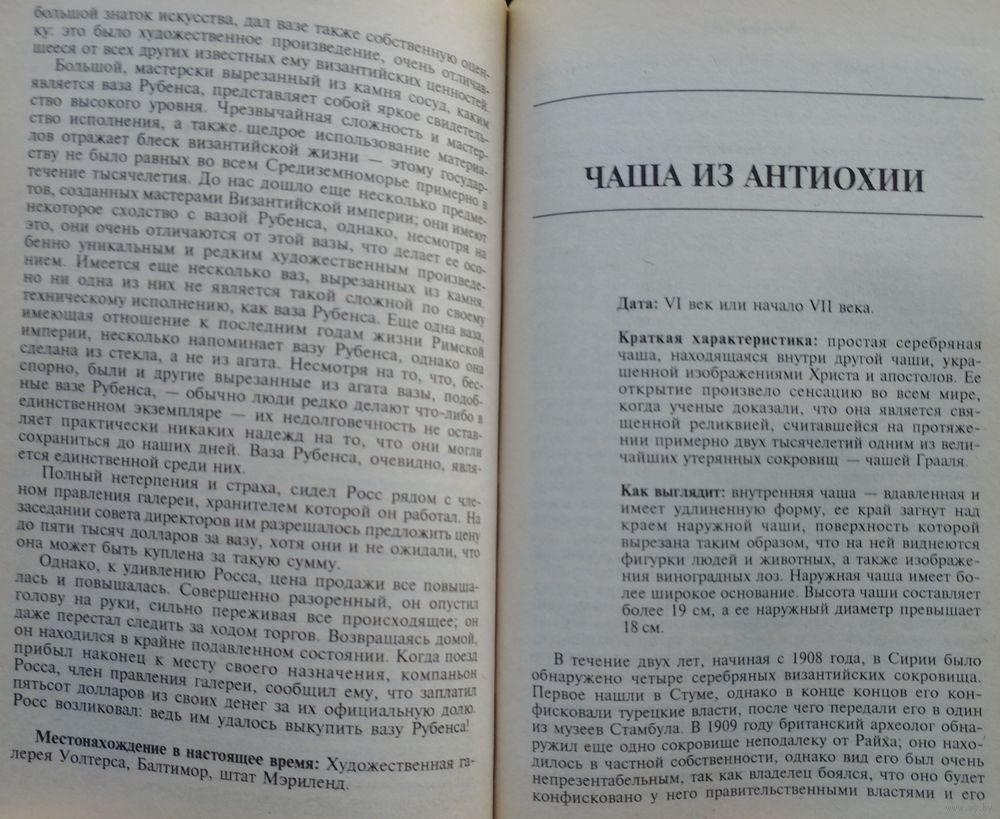 большой знаток искусства, дал вазе также собственную оцен-
ку: это было художественное произведение, очень отличав-
шееся от всех других известных ему византийских ценностей.
Большой, мастерски вырезанный из камня сосуд, каким
является ваза Рубенса, представляет собой яркое свидетель-
ство высокого уровня. Чрезвычайная сложность и мастер-
ство исполнения, а также щедрое использование материа-
лов отражает блеск византийской жизни — этому государ-
ству не было равных во всем Средиземноморье примерно в
течение тысячелетия. До нас дошло еще несколько предме-
тов, созданных мастерами Византийской империи; они имеют
некоторое сходство с вазой Рубенса, однако, несмотря на
это, они очень отличаются от этой вазы, что делает ее осо-
бенно уникальным и редким художественным произведе-
нием. Имеется еще несколько ваз, вырезанных из камня,
но ни одна из них не является такой сложной по своему
техническому исполнению, как ваза Рубенса. Еще одна ваза,
имеющая отношение к последним годам жизни Римской
империи, несколько напоминает вазу Рубенса, однако она
сделана из стекла, а не из агата. Несмотря на то, что, бес-
спорно, были и другие вырезанные из агата вазы, подоб-
ные вазе Рубенса, — обычно люди редко делают что-либо в
единственном экземпляре — их недолговечность не остав-
ляет практически никаких надежд на то, что они могли
сохраниться до наших дней. Ваза Рубенса, очевидно, явля-
ется единственной среди них.
Полный нетерпения и страха, сидел Росс рядом с чле-
ном правления галереи, хранителем которой он работал. На
заседании совета директоров им разрешалось предложить цену
до пяти тысяч долларов за вазу, хотя они и не ожидали, что
она может быть куплена за такую сумму.
Однако, к удивлению Росса, цена продажи все повыша-
лась и повышалась. Совершенно разоренный, он опустил
голову на руки, сильно переживая все происходящее; он
даже перестал следить за ходом торгов. Возвращаясь домой,
он находился в крайне подавленном состоянии. Когда поезд
прибыл наконец к месту своего назначения, компаньон
Росса, член правления галереи, сообщил ему, что заплатил
пятьсот долларов из своих денег за их официальную долю.
Росс возликовал: ведь им удалось выкупить вазу Рубенса!
Местонахождение в настоящее время: Художественная га-
лерея Уолтерса, Балтимор, штат Мэриленд.
ЧАША ИЗ АНТИОХИИ
Дата: VI век или начало VII века.
Краткая характеристика: простая серебряная
чаша, находящаяся внутри другой чаши, укра-
шенной изображениями Христа и апостолов. Ее
открытие произвело сенсацию во всем мире,
когда ученые доказали, что она является свя-
щенной реликвией, считавшейся на протяже-
нии примерно двух тысячелетий одним из вели-
чайших утерянных сокровищ — чашей Грааля.
Как выглядит: внутренняя чаша — вдавленная и
имеет удлиненную форму, ее край загнут над
краем наружной чаши, поверхность которой
вырезана таким образом, что на ней виднеются
фигурки людей и животных, а также изображе-
ния виноградных лоз. Наружная чаша имеет бо-
лее широкое основание. Высота чаши составляет
более 19 см, а ее наружный диаметр превышает
18 см.
В течение двух лет, начиная с 1908 года, в Сирии было
обнаружено четыре серебряных византийских сокровища.
Первое нашли в Стуме, однако в конце концов его кон-
фисковали турецкие власти, после чего передали его в один
из музеев Стамбула. В 1909 году британский археолог обна-
ружил еще одно сокровище неподалеку от Райха; оно нахо-
дилось в частной собственности, однако вид его был очень
непрезентабельным, так как владелец боялся, что оно будет
конфисковано у него правительственными властями и его